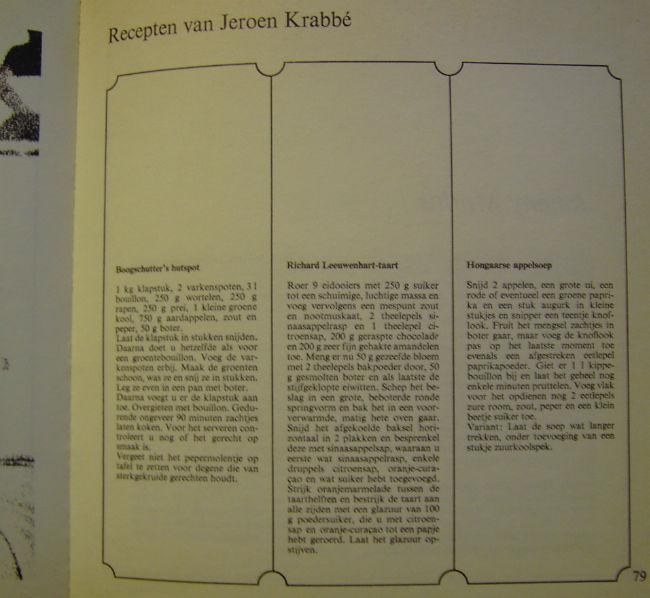 Recepten van Jeroen Krabbé
Boogschutter's hutspot
1 kg klapstuk, 2 varkenspoten, 3 l
bouillon, 250 g wortelen, 250 g
rapen, 250 g prei, 1 kleine groene
kool, 750 g aardappelen, zout en
peper, 50 g boter.
Laat de klapstuk in stukken snijden.
Daarna doet u hetzelfde als voor
een groentebouillon. Voeg de var-
kenspoten erbij. Maak de groenten
schoon, was ze en snij ze in stukken.
Leg ze even in een pan met boter.
Daarna voegt u er de klapstuk aan
toe. Overgieten met bouillon. Gedu-
rende ongeveer 90 minuten zachtjes
laten koken. Voor het serveren con-
troleert u nog of het gerecht op
smaak is.
Vergeet niet het pepermolentje op
tafel te zetten voor degene die van
sterkgekruide gerechten houdt.
Richard Leeuwenhart-taart
Roer 9 eidooiers met 250 g suiker
tot een schuimige, luchtige massa en
voeg vervolgens een mespunt zout
en nootmuskaat, 2 theelepels si-
naasappelrasp en 1 theelepel ci-
troensap, 200 g geraspte chocolade
en 200 g zeer fijn gehakte amandelen
toe. Meng er nu 50 g gezeefde bloem
met 2 theelepels bakpoeder door, 50
g gesmolten boter en als laatste de
stijfgeklopte eiwitten. Schep het be-
slag in een grote, beboterde ronde
springvorm en bak het in een voor-
verwarmde, matig hete oven gaar.
Snijd het afgekoelde baksel hori-
zontaal in 2 plakken en besprenkel
deze met sinaasappelsap, waaraan u
eerste wat sinaasappelrasp, enkele
druppels citroensap, oranje-cura-
çao en wat suiker hebt toegevoegd.
Strijk oranjemarmelade tussen de
taarthelften en bestrijk de taart aan
alle zijden met een glazuur van 100
g poedersuiker, die u met citroen-
sap en oranje-curaçao tot een papje
hebt geroerd. Laat het glazuur op-
stijven.
Hongaarse appelsoep
Snijd 2 appelen, een grote ui, een
rode of eventueel een groene papri-
ka en een stuk augurk in kleine
stukjes en snipper een teentje knof-
look. Fruit het mengsel zachtjes in
boter gaar, maar voeg de knoflook
pas op het laatste moment toe
evenals een afgestreken eetlepel
paprikapoeder. Giet er 1 l kippe-
bouillon bij en laat het geheel nog
enkele minuten pruttelen. Voeg vlak
voor het opdienen nog 2 eetlepels
zure room, zout, peper en een klein
beetje suiker toe.
Variant: Laat de soep wat langer
trekken, onder toevoeging van een
stukje zuurkoolspek.
79